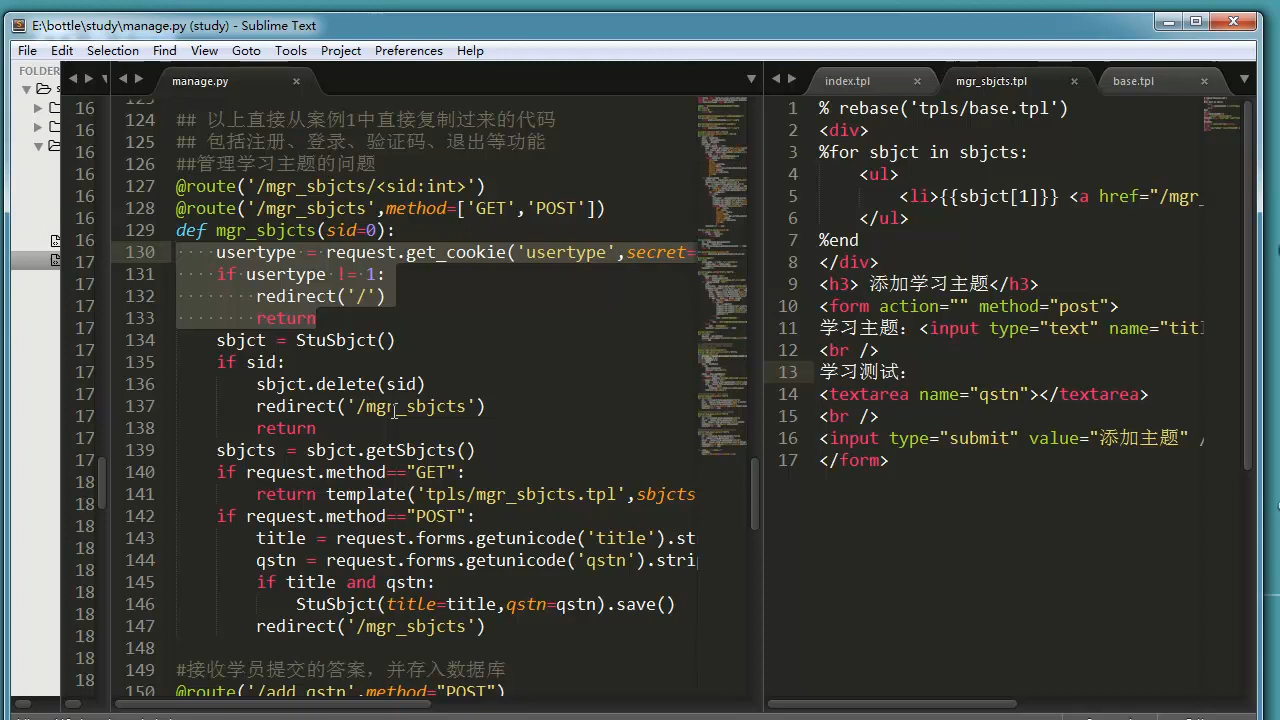 E:\bottle\study\manage.py (study) - Sublime Text
File Edit Selection Find View Goto Tools Project Preferences Help
FOLDER
manage.py
index.tpl
mgr_sbjcts.tpl
base.tpl
124 ## 以上直接从案例1中直接复制过来的代码
125 ## 包括注册、登录、验证码、退出等功能
126 ##管理学习主题的问题
127 @route('/mgr_sbjcts/<sid:int>')
128 @route('/mgr_sbjcts',method=['GET','POST'])
129 def mgr_sbjcts(sid=0):
130 usertype = request.get_cookie('usertype',secret=
131 if usertype != 1:
132 redirect('/')
133 return
134 sbjct = StuSbjct()
135 if sid:
136 sbjct.delete(sid)
137 redirect('/mgr_sbjcts')
138 return
139 sbjcts = sbjct.getSbjcts()
140 if request.method=="GET":
141 return template('tpls/mgr_sbjcts.tpl',sbjcts
142 if request.method=="POST":
143 title = request.forms.getunicode('title').st
144 qstn = request.forms.getunicode('qstn').strip
145 if title and qstn:
146 StuSbjct(title=title,qstn=qstn).save()
147 redirect('/mgr_sbjcts')
148
149 #接收学员提交的答案，并存入数据库
150 @route('/add_qstn',method="POST")
1 % rebase('tpls/base.tpl')
2 <div>
3 %for sbjct in sbjcts:
4 <ul>
5 <li>{{sbjct[1]}} <a href="/mgr_
6 </ul>
7 %end
8 </div>
9 <h3> 添加学习主题</h3>
10 <form action="" method="post">
11 学习主题：<input type="text" name="titl
12 <br />
13 学习测试：
14 <textarea name="qstn"></textarea>
15 <br />
16 <input type="submit" value="添加主题" /
17 </form>